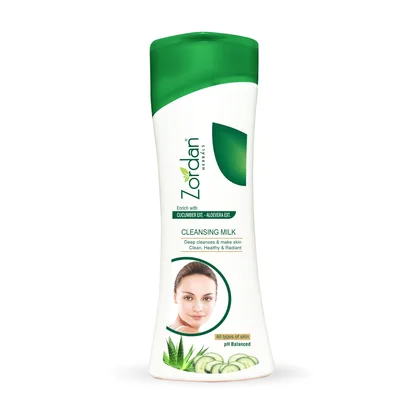 Zordan
HERBALS
Enrich with
CUCUMBER EXT. - ALOEVERA EXT.
CLEANSING MILK
Deep cleanses & make skin
Clean, Healthy & Radiant
All types of skin
pH Balanced